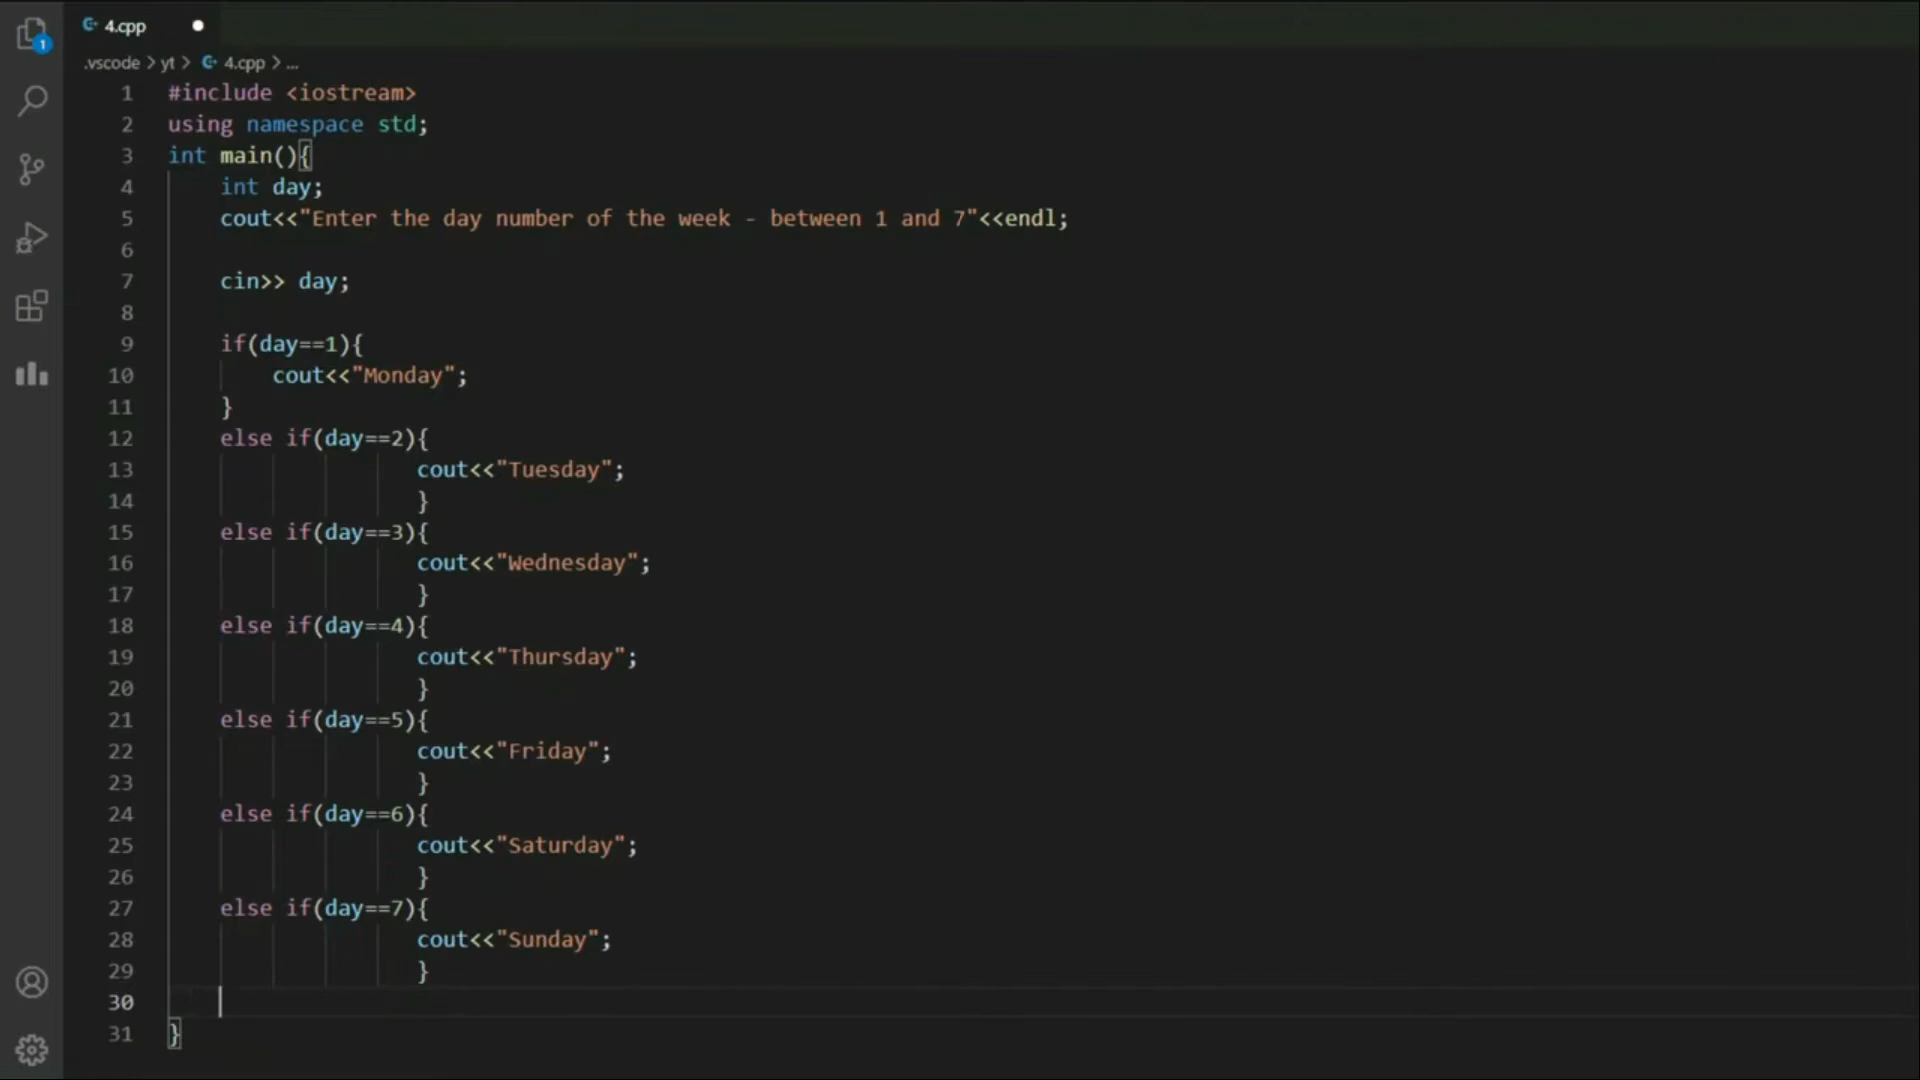 4.cpp
1
.vscode > yt > 4.cpp > ...
1 #include <iostream>
2 using namespace std;
3 int main(){
4     int day;
5     cout<<"Enter the day number of the week - between 1 and 7"<<endl;
6
7     cin>> day;
8
9     if(day==1){
10         cout<<"Monday";
11     }
12     else if(day==2){
13                    cout<<"Tuesday";
14                    }
15     else if(day==3){
16                    cout<<"Wednesday";
17                    }
18     else if(day==4){
19                    cout<<"Thursday";
20                    }
21     else if(day==5){
22                    cout<<"Friday";
23                    }
24     else if(day==6){
25                    cout<<"Saturday";
26                    }
27     else if(day==7){
28                    cout<<"Sunday";
29                    }
30
31 }